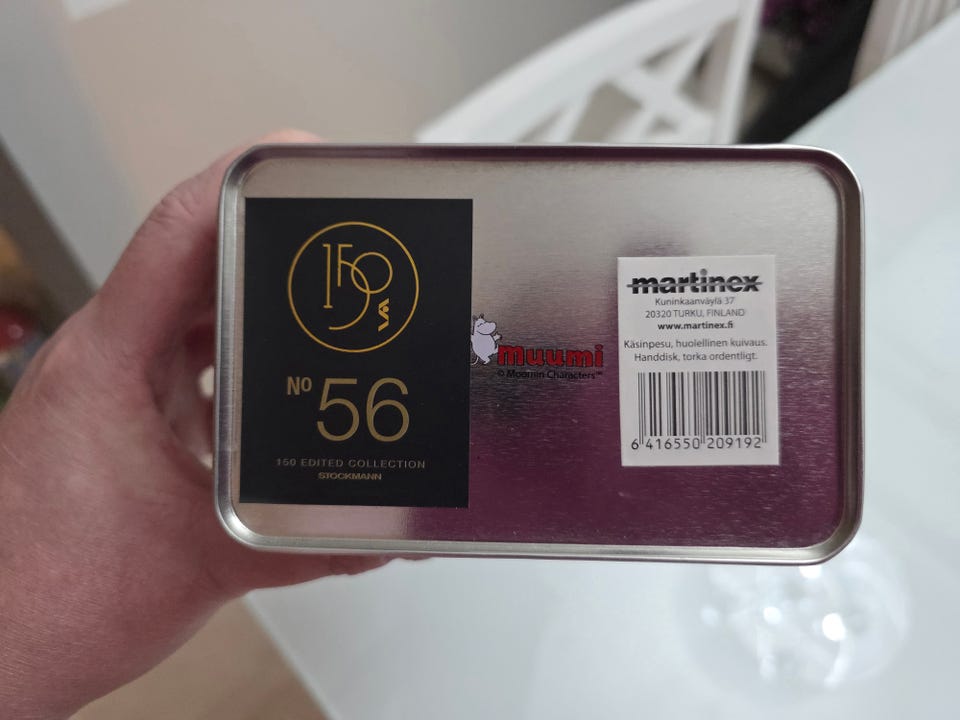 150
VA
No 56
150 EDITED COLLECTION
STOCKMANN
muumi
© Moomin Characters™
martinex
Kuninkaanväylä 37
20320 TURKU, FINLAND
www.martinex.fi
Käsinpesu, huolellinen kuivaus.
Handdisk, torka ordentligt.
6 416550 209192